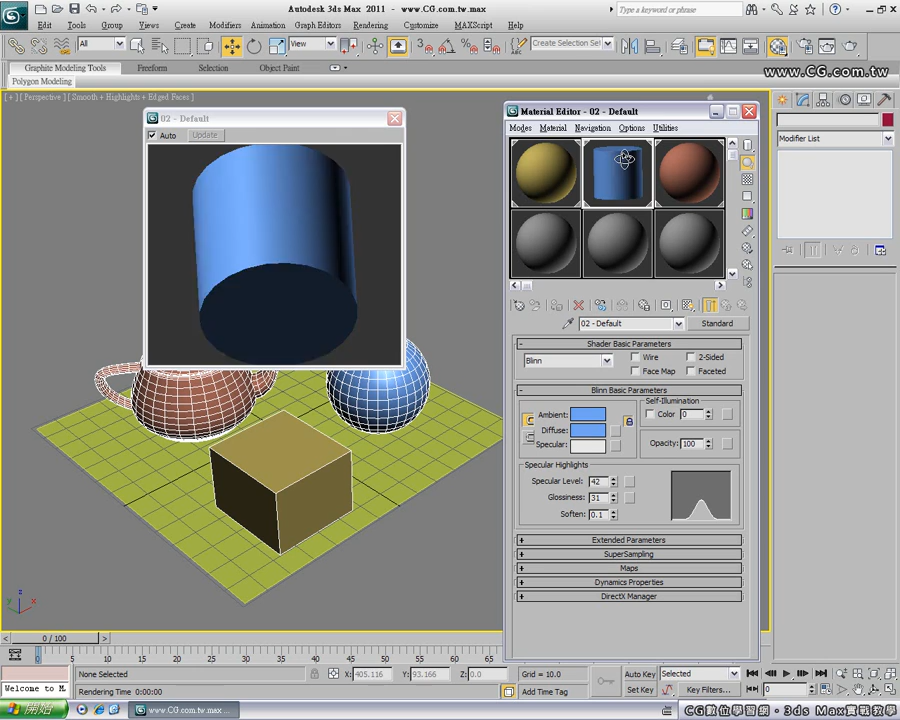 Autodesk 3ds Max 2011 - www.CG.com.tw.max
Type a keyword or phrase
Edit Tools Group Views Create Modifiers Animation Graph Editors Rendering Customize MAXScript Help
All View Create Selection Se
Graphite Modeling Tools Freeform Selection Object Paint
Polygon Modeling
www.CG.com.tw
[ + ] [ Perspective ] [ Smooth + Highlights + Edged Faces ]
02 - Default
Auto Update
Material Editor - 02 - Default
Modes Material Navigation Options Utilities
Modifier List
02 - Default Standard
Shader Basic Parameters
Blinn Wire 2-Sided
Face Map Faceted
Blinn Basic Parameters
Self-Illumination
Ambient: Color 0
Diffuse:
Specular: Opacity: 100
Specular Highlights
Specular Level: 42
Glossiness: 31
Soften: 0.1
Extended Parameters
SuperSampling
Maps
Dynamics Properties
DirectX Manager
z
y x
0 / 100
0 5 10 15 20 25 30 35 40 45 50 55 60 65 70 75 80 85 90 95 100
None Selected X: 405.116 Y: 93.166 Z: 0.0 Grid = 10.0 Auto Key Selected
Welcome to M Rendering Time 0:00:00 Add Time Tag Set Key Key Filters... 0
開始 www.CG.com.tw.max ... CG數位學習網・3ds Max實戰教學